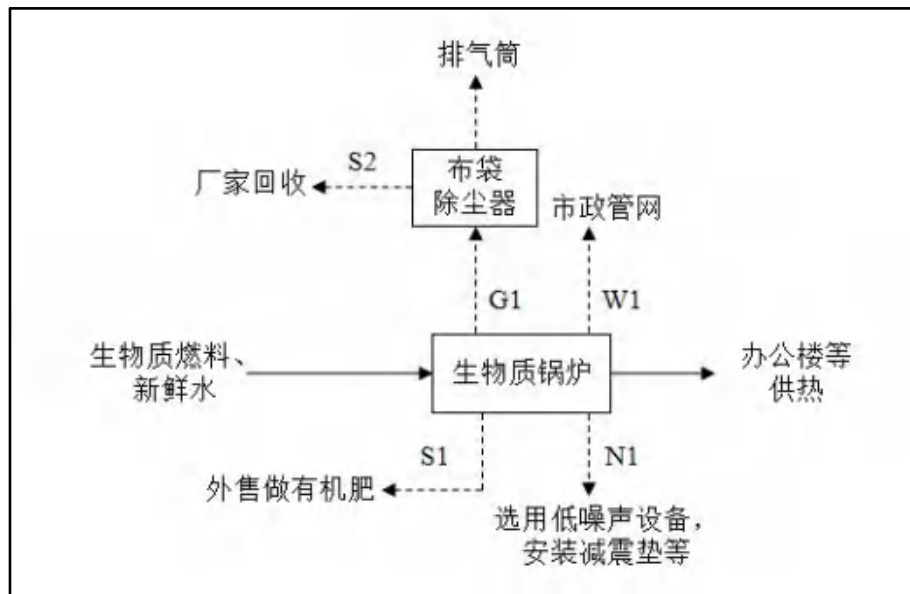 排气筒
S2
布袋
除尘器
厂家回收
市政管网
G1
W1
生物质燃料、
新鲜水
生物质锅炉
办公楼等
供热
S1
N1
外售做有机肥
选用低噪声设备，
安装减震垫等